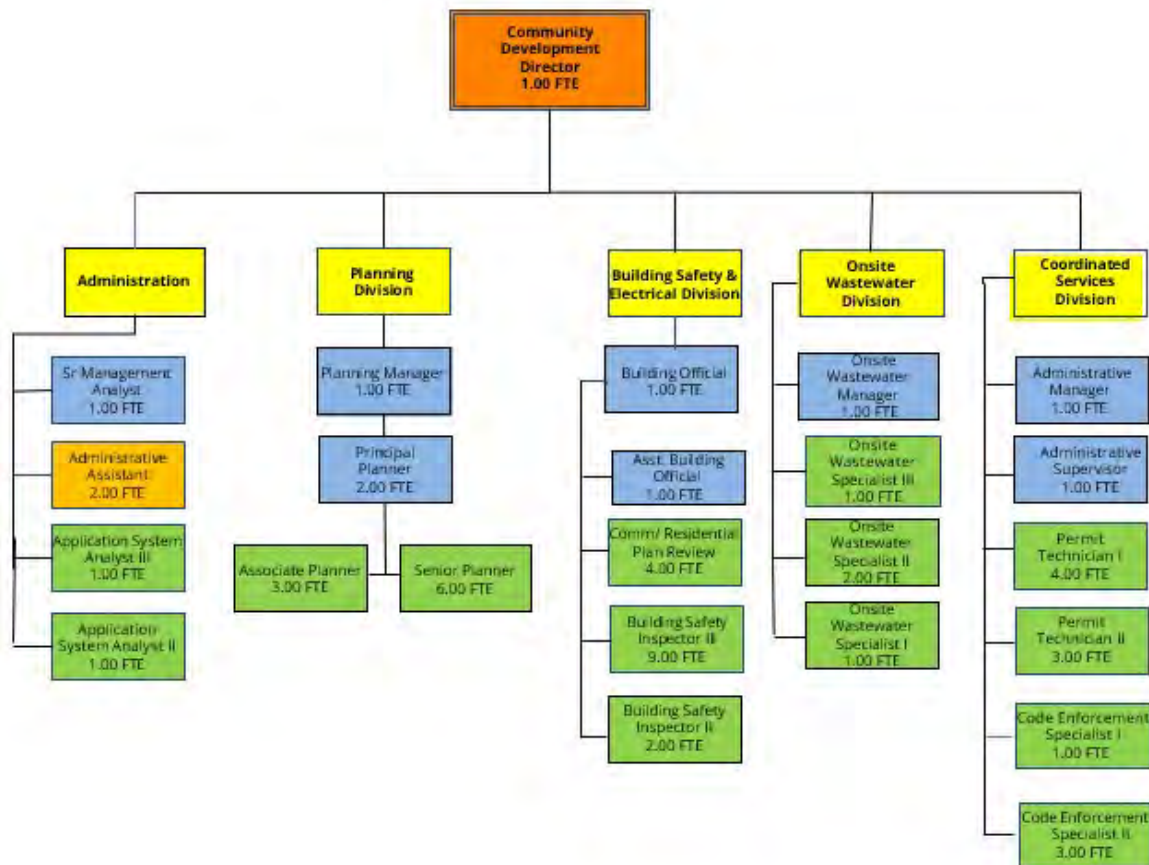 Community
Development
Director
1.00 FTE
Administration
Sr Management
Analyst
1.00 FTE
Administrative
Assistant
2.00 FTE
Application System
Analyst III
1.00 FTE
Application
System Analyst II
1.00 FTE
Planning
Division
Planning Manager
1.00 FTE
Principal
Planner
2.00 FTE
Associate Planner
3.00 FTE
Senior Planner
6.00 FTE
Building Safety &
Electrical Division
Building Official
1.00 FTE
Asst. Building
Official
1.00 FTE
Comm/ Residential
Plan Review
4.00 FTE
Building Safety
Inspector III
9.00 FTE
Building Safety
Inspector II
2.00 FTE
Onsite
Wastewater
Division
Onsite
Wastewater
Manager
1.00 FTE
Onsite
Wastewater
Specialist III
1.00 FTE
Onsite
Wastewater
Specialist II
2.00 FTE
Onsite
Wastewater
Specialist I
1.00 FTE
Coordinated
Services
Division
Administrative
Manager
1.00 FTE
Administrative
Supervisor
1.00 FTE
Permit
Technician I
4.00 FTE
Permit
Technician II
3.00 FTE
Code Enforcement
Specialist I
1.00 FTE
Code Enforcement
Specialist II
3.00 FTE